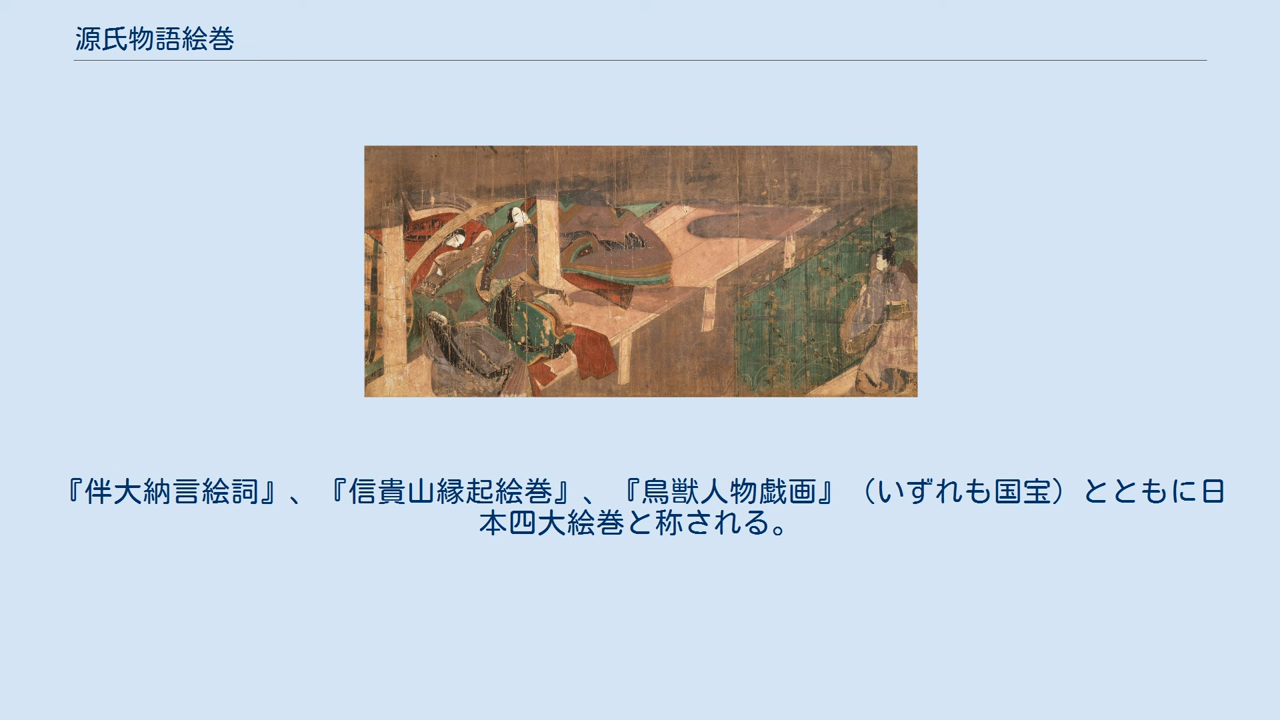 源氏物語絵巻
『伴大納言絵詞』、『信貴山縁起絵巻』、『鳥獣人物戯画』（いずれも国宝）とともに日
本四大絵巻と称される。